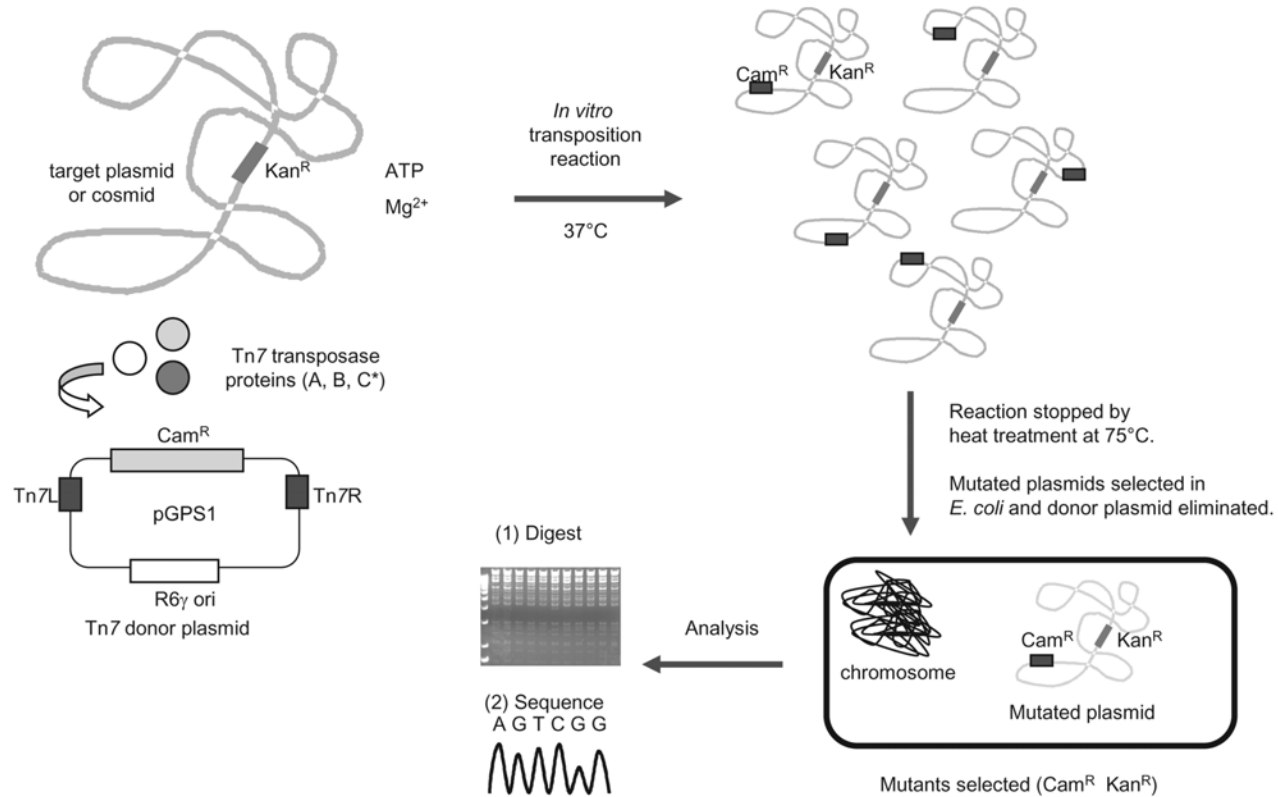 target plasmid
or cosmid
Kanᴿ
ATP
Mg²⁺
In vitro
transposition
reaction
37°C
Camᴿ
Kanᴿ
Tn7 transposase
proteins (A, B, C*)
Camᴿ
Tn7L
Tn7R
pGPS1
R6γ ori
Tn7 donor plasmid
Reaction stopped by
heat treatment at 75°C.
Mutated plasmids selected in
E. coli and donor plasmid eliminated.
chromosome
Camᴿ
Kanᴿ
Mutated plasmid
Mutants selected (Camᴿ Kanᴿ)
Analysis
(1) Digest
(2) Sequence
A G T C G G